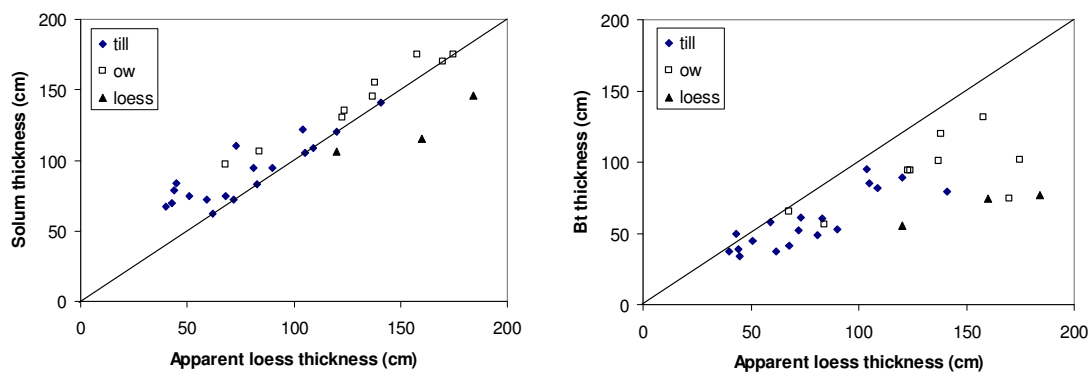 200
till
ow
loess
150
100
50
0
Solum thickness (cm)
0 50 100 150 200
Apparent loess thickness (cm)
200
till
ow
loess
150
100
50
0
Bt thickness (cm)
0 50 100 150 200
Apparent loess thickness (cm)